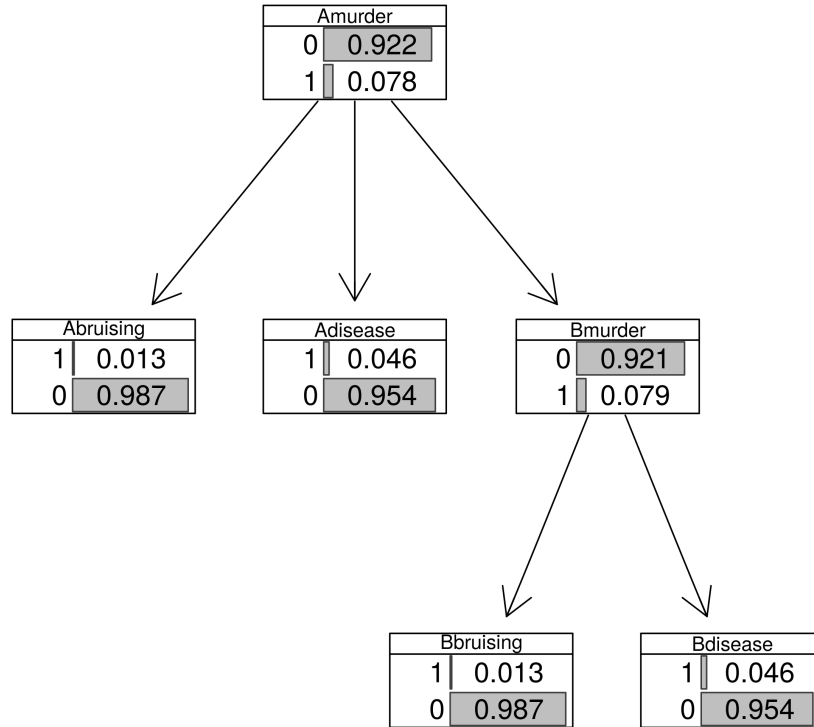 Amurder
0 0.922
1 0.078
Abruising
1 0.013
0 0.987
Adisease
1 0.046
0 0.954
Bmurder
0 0.921
1 0.079
Bbruising
1 0.013
0 0.987
Bdisease
1 0.046
0 0.954